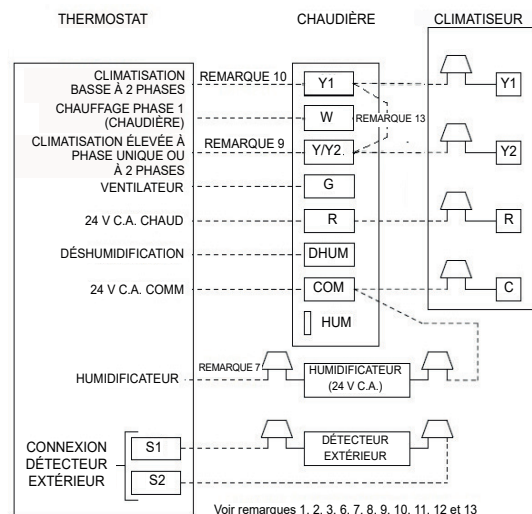 THERMOSTAT
CHAUDIÈRE
CLIMATISEUR
CLIMATISATION
BASSE À 2 PHASES
REMARQUE 10
Y1
Y1
CHAUFFAGE PHASE 1
(CHAUDIÈRE)
W
REMARQUE 13
CLIMATISATION ÉLEVÉE À
PHASE UNIQUE OU
À 2 PHASES
REMARQUE 9
Y/Y2.
Y2
VENTILATEUR
G
24 V C.A. CHAUD
R
R
DÉSHUMIDIFICATION
DHUM
24 V C.A. COMM
COM
C
HUM
HUMIDIFICATEUR
REMARQUE 7
HUMIDIFICATEUR
(24 V C.A.)
CONNEXION
DÉTECTEUR
EXTÉRIEUR
S1
S2
DÉTECTEUR
EXTÉRIEUR
Voir remarques 1, 2, 3, 6, 7, 8, 9, 10, 11, 12 et 13